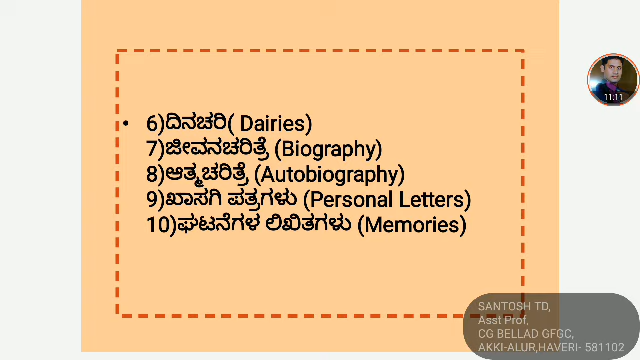 • 6)ದಿನಚರಿ( Dairies)
7)ಜೀವನಚರಿತ್ರೆ (Biography)
8)ಆತ್ಮಚರಿತ್ರೆ (Autobiography)
9)ಖಾಸಗಿ ಪತ್ರಗಳು (Personal Letters)
10)ಘಟನೆಗಳ ಲಿಖಿತಗಳು (Memories)
11:11
SANTOSH TD,
Asst Prof,
CG BELLAD GFGC,
AKKI-ALUR,HAVERI- 581102